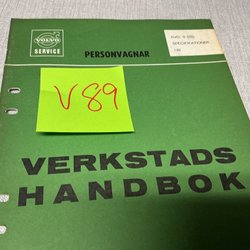 VOLVO
SERVICE
PERSONVAGNAR
SPECIFIKATIONER
V89
VERKSTADS
HANDBOK